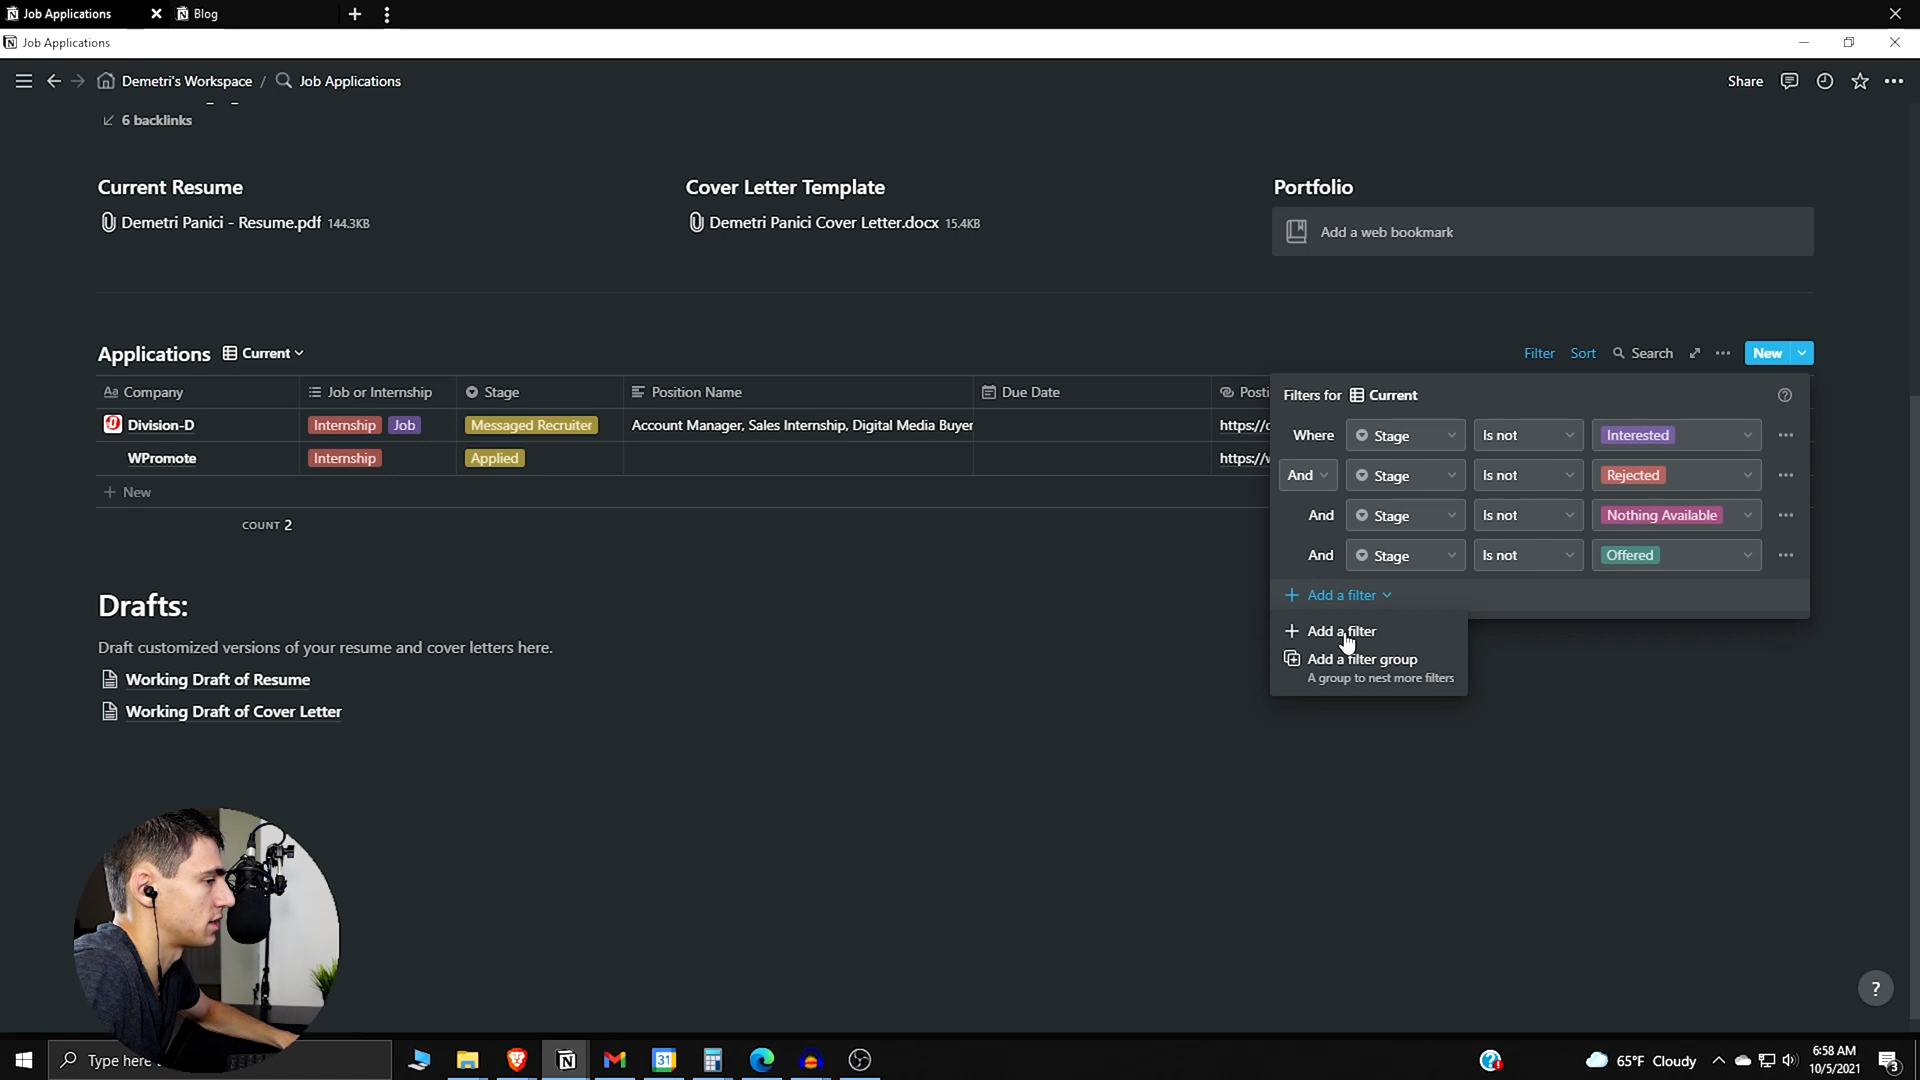 Job Applications
Blog
Job Applications
Demetri's Workspace / Job Applications
Share
6 backlinks
Current Resume
Cover Letter Template
Portfolio
Demetri Panici - Resume.pdf 144.3KB
Demetri Panici Cover Letter.docx 15.4KB
Add a web bookmark
Applications Current
Filter Sort Search New
Aa Company Job or Internship Stage Position Name Due Date
Filters for Current
Division-D Internship Job Messaged Recruiter Account Manager, Sales Internship, Digital Media Buyer
Where Stage Is not Interested
WPromote Internship Applied
And Stage Is not Rejected
+ New
And Stage Is not Nothing Available
COUNT 2
And Stage Is not Offered
+ Add a filter
+ Add a filter
Add a filter group
A group to nest more filters
Drafts:
Draft customized versions of your resume and cover letters here.
Working Draft of Resume
Working Draft of Cover Letter
?
Type here
31
65°F Cloudy
6:58 AM
10/5/2021
3